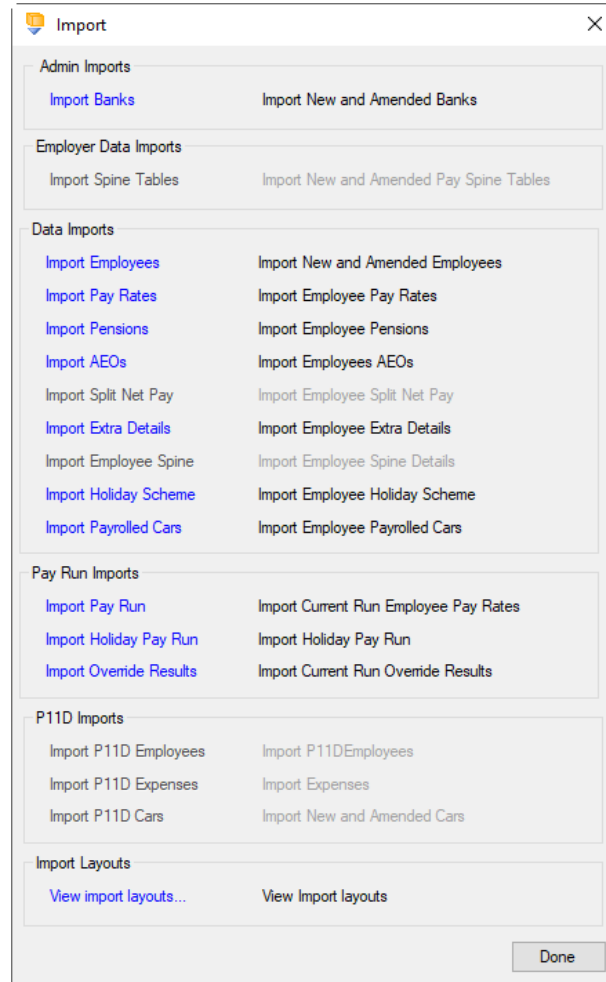 Import
Admin Imports
Import Banks Import New and Amended Banks
Employer Data Imports
Import Spine Tables Import New and Amended Pay Spine Tables
Data Imports
Import Employees Import New and Amended Employees
Import Pay Rates Import Employee Pay Rates
Import Pensions Import Employee Pensions
Import AEOs Import Employees AEOs
Import Split Net Pay Import Employee Split Net Pay
Import Extra Details Import Employee Extra Details
Import Employee Spine Import Employee Spine Details
Import Holiday Scheme Import Employee Holiday Scheme
Import Payrolled Cars Import Employee Payrolled Cars
Pay Run Imports
Import Pay Run Import Current Run Employee Pay Rates
Import Holiday Pay Run Import Holiday Pay Run
Import Override Results Import Current Run Override Results
P11D Imports
Import P11D Employees Import P11DEmployees
Import P11D Expenses Import Expenses
Import P11D Cars Import New and Amended Cars
Import Layouts
View import layouts... View Import layouts
Done